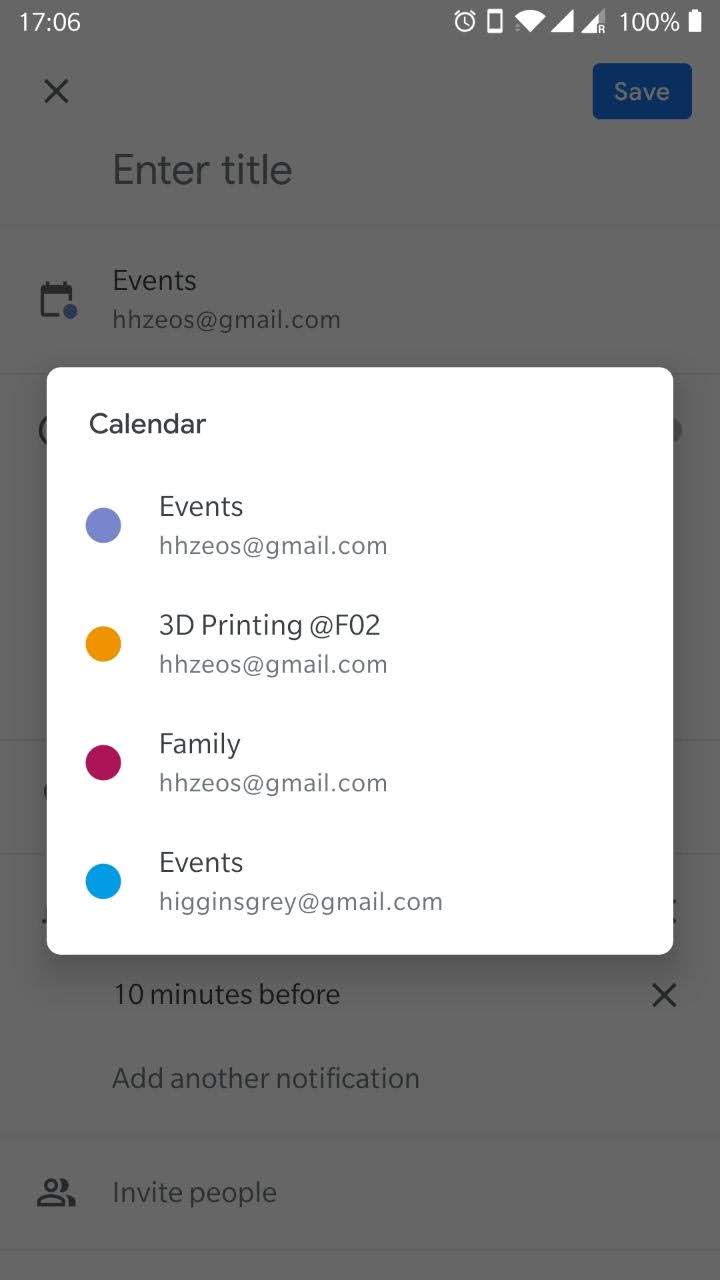 17:06
R
100%
Save
Enter title
Events
hhzeos@gmail.com
Calendar
Events
hhzeos@gmail.com
3D Printing @F02
hhzeos@gmail.com
Family
hhzeos@gmail.com
Events
higginsgrey@gmail.com
10 minutes before
Add another notification
Invite people